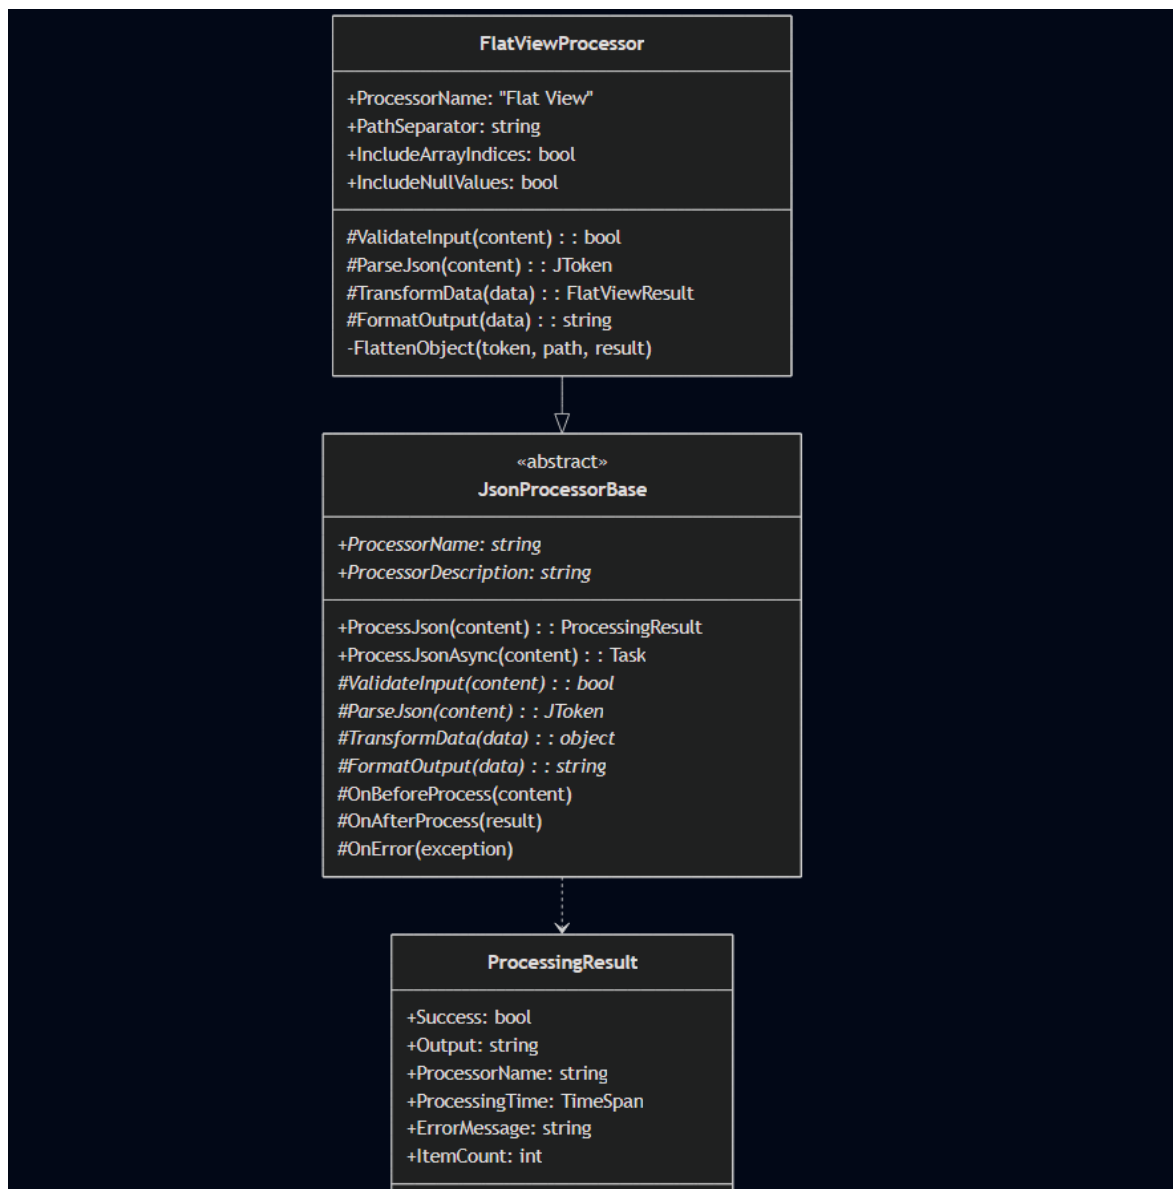 FlatViewProcessor
+ProcessorName: "Flat View"
+PathSeparator: string
+IncludeArrayIndices: bool
+IncludeNullValues: bool
#ValidateInput(content) : : bool
#ParseJson(content) : : JToken
#TransformData(data) : : FlatViewResult
#FormatOutput(data) : : string
-FlattenObject(token, path, result)
«abstract»
JsonProcessorBase
+ProcessorName: string
+ProcessorDescription: string
+ProcessJson(content) : : ProcessingResult
+ProcessJsonAsync(content) : : Task
#ValidateInput(content) : : bool
#ParseJson(content) : : JToken
#TransformData(data) : : object
#FormatOutput(data) : : string
#OnBeforeProcess(content)
#OnAfterProcess(result)
#OnError(exception)
ProcessingResult
+Success: bool
+Output: string
+ProcessorName: string
+ProcessingTime: TimeSpan
+ErrorMessage: string
+ItemCount: int